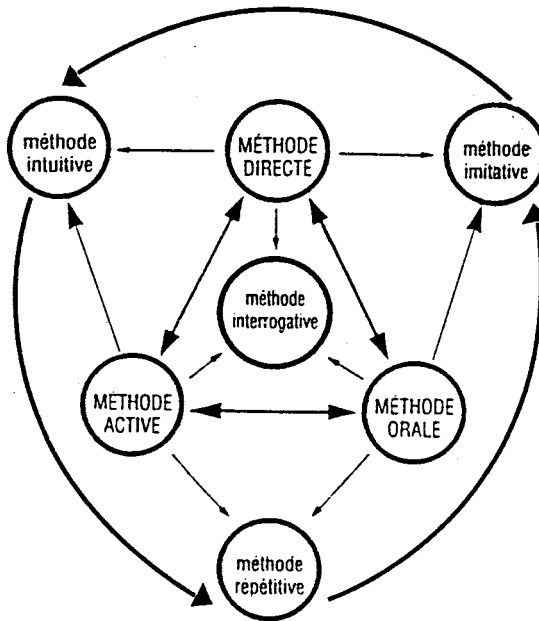 méthode
intuitive
MÉTHODE
DIRECTE
méthode
imitative
méthode
interrogative
MÉTHODE
ACTIVE
MÉTHODE
ORALE
méthode
répétitive